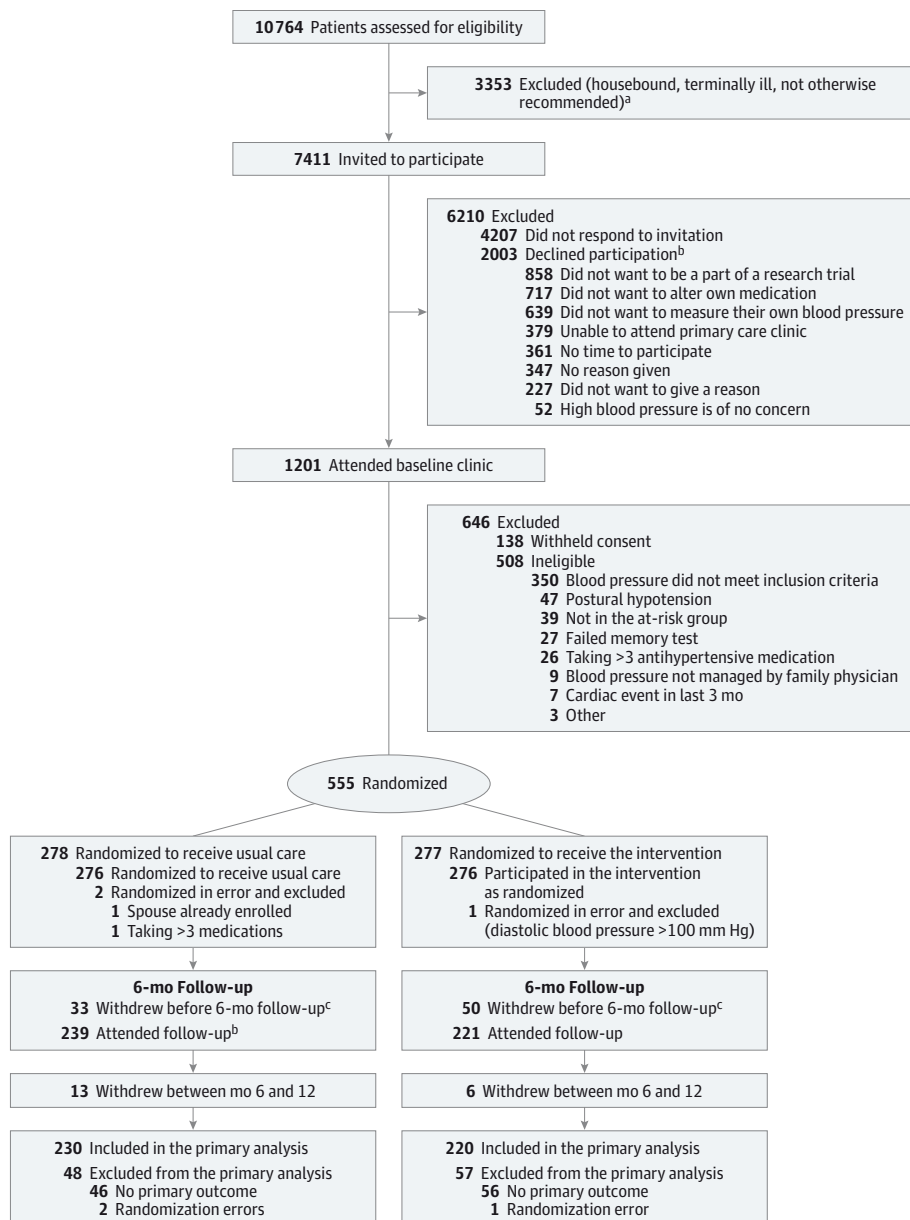 10764 Patients assessed for eligibility
3353 Excluded (housebound, terminally ill, not otherwise
recommended)a
7411 Invited to participate
6210 Excluded
4207 Did not respond to invitation
2003 Declined participationb
858 Did not want to be a part of a research trial
717 Did not want to alter own medication
639 Did not want to measure their own blood pressure
379 Unable to attend primary care clinic
361 No time to participate
347 No reason given
227 Did not want to give a reason
52 High blood pressure is of no concern
1201 Attended baseline clinic
646 Excluded
138 Withheld consent
508 Ineligible
350 Blood pressure did not meet inclusion criteria
47 Postural hypotension
39 Not in the at-risk group
27 Failed memory test
26 Taking >3 antihypertensive medication
9 Blood pressure not managed by family physician
7 Cardiac event in last 3 mo
3 Other
555 Randomized
278 Randomized to receive usual care
276 Randomized to receive usual care
2 Randomized in error and excluded
1 Spouse already enrolled
1 Taking >3 medications
277 Randomized to receive the intervention
276 Participated in the intervention
as randomized
1 Randomized in error and excluded
(diastolic blood pressure >100 mm Hg)
6-mo Follow-up
33 Withdrew before 6-mo follow-upc
239 Attended follow-upb
6-mo Follow-up
50 Withdrew before 6-mo follow-upc
221 Attended follow-up
13 Withdrew between mo 6 and 12
6 Withdrew between mo 6 and 12
230 Included in the primary analysis
48 Excluded from the primary analysis
46 No primary outcome
2 Randomization errors
220 Included in the primary analysis
57 Excluded from the primary analysis
56 No primary outcome
1 Randomization error